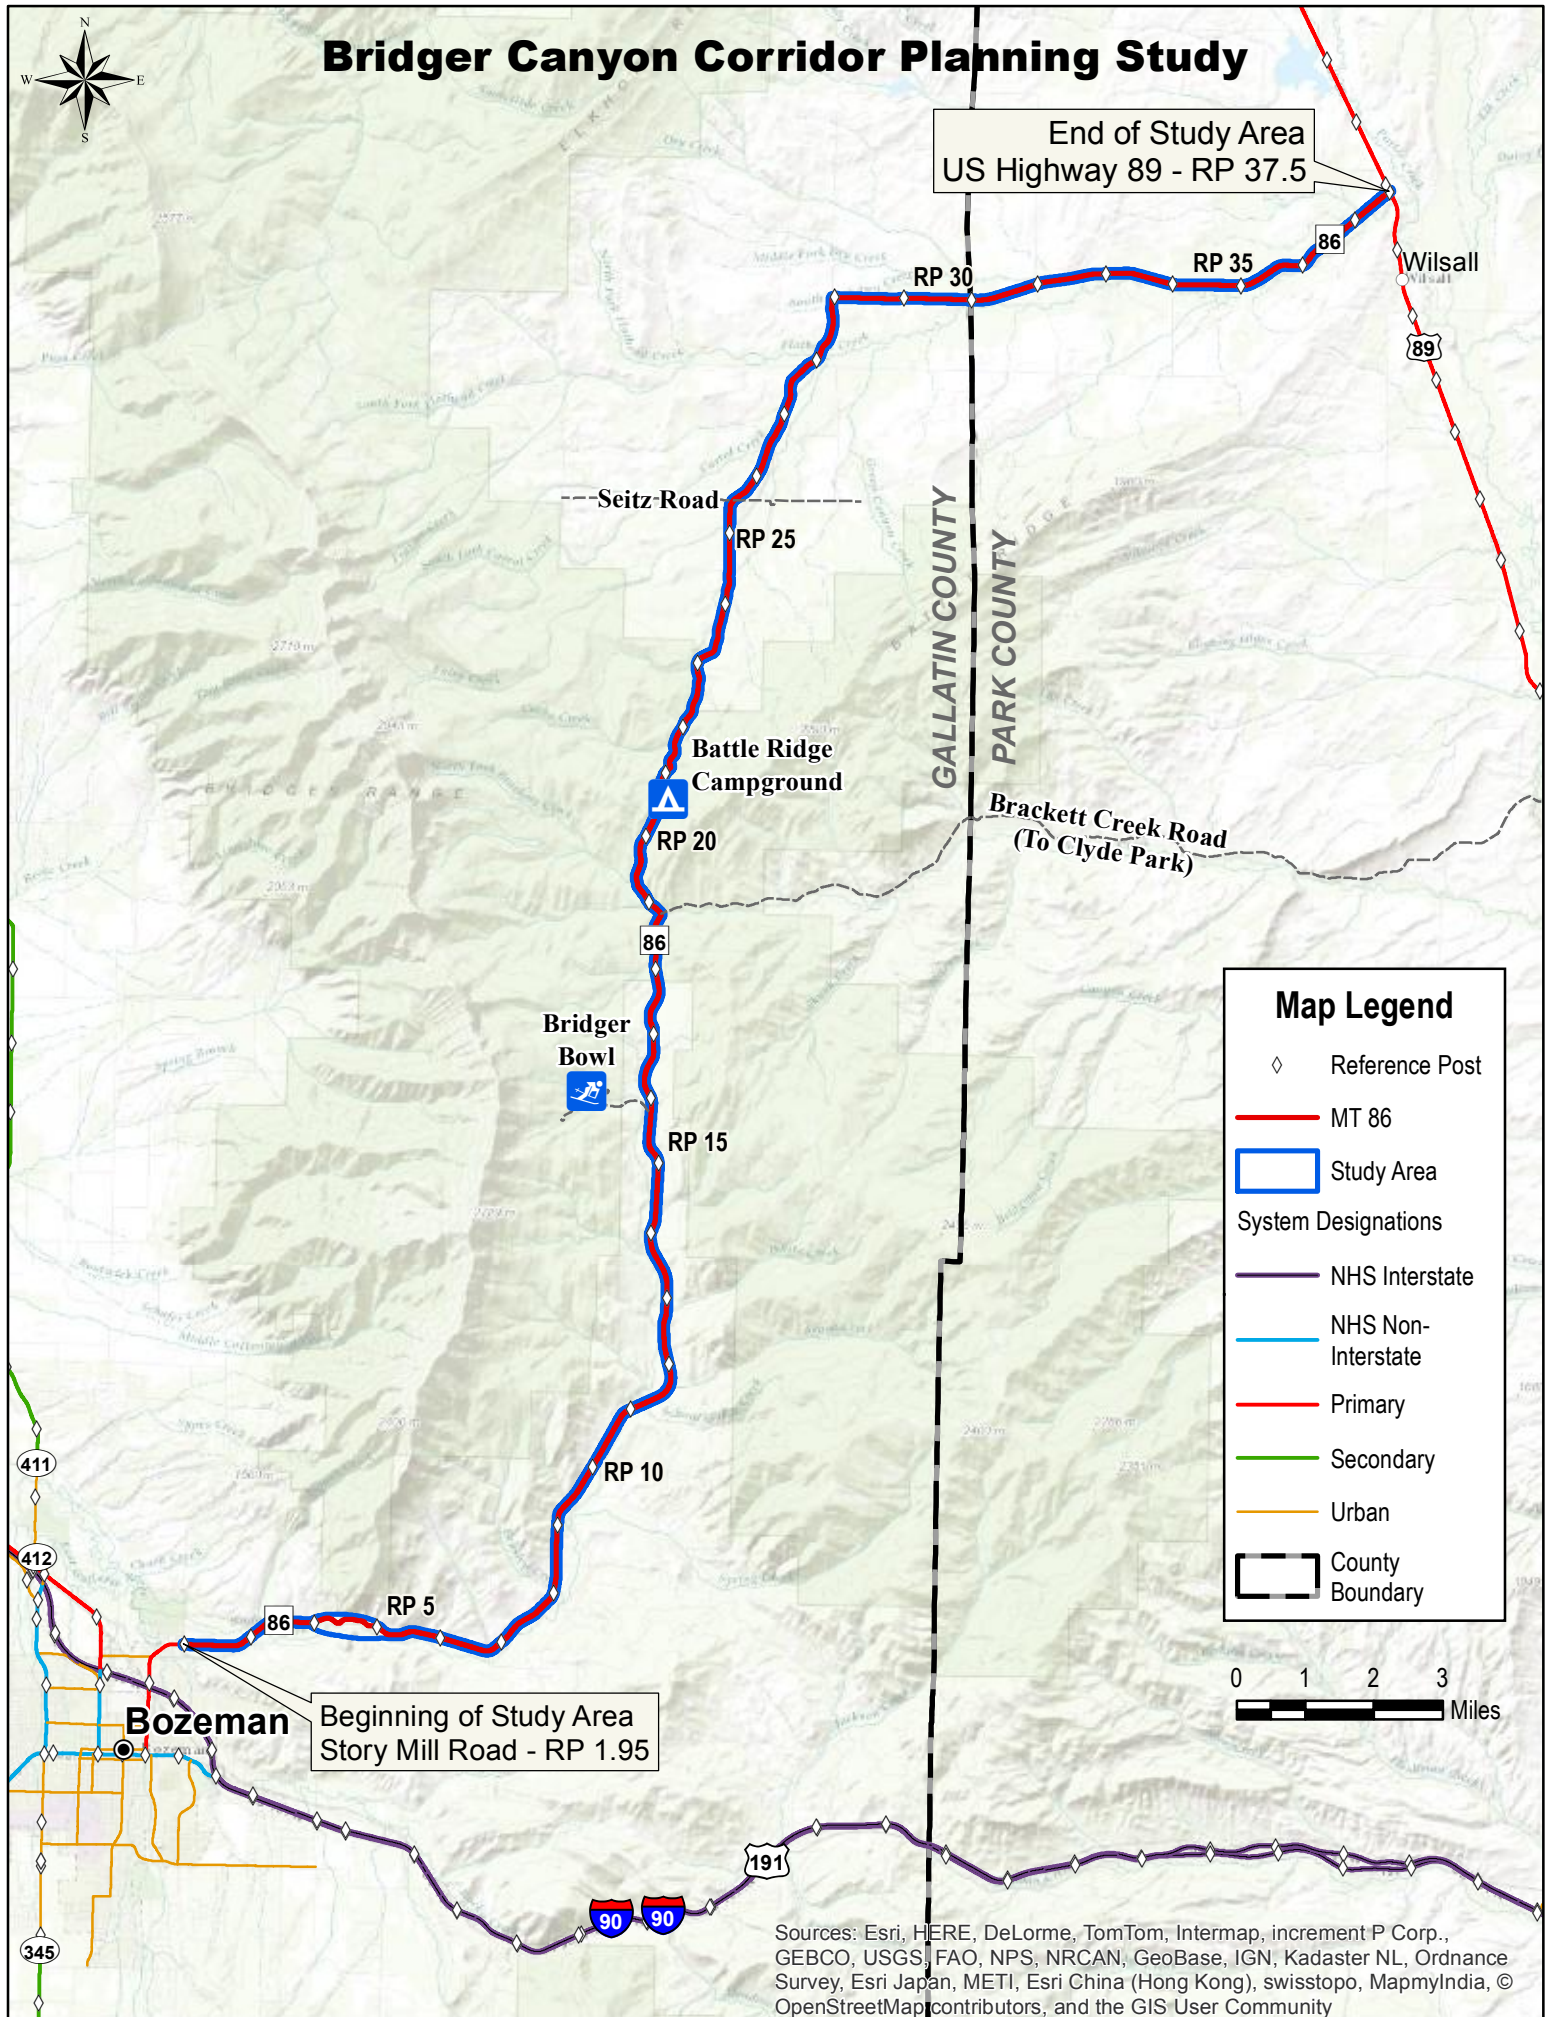 Bridger Canyon Corridor Planning Study
N
W
E
S
End of Study Area
US Highway 89 - RP 37.5
86
RP 35
RP 30
Wilsall
89
Seitz Road
RP 25
GALLATIN COUNTY
PARK COUNTY
Battle Ridge
Campground
RP 20
Brackett Creek Road
(To Clyde Park)
BRIDGER RANGE
86
Bridger
Bowl
RP 15
Map Legend
Reference Post
MT 86
Study Area
System Designations
NHS Interstate
NHS Non-
Interstate
Primary
Secondary
Urban
County
Boundary
RP 10
411
412
86
RP 5
0 1 2 3
Miles
Bozeman
Beginning of Study Area
Story Mill Road - RP 1.95
191
90
90
345
Sources: Esri, HERE, DeLorme, TomTom, Intermap, increment P Corp.,
GEBCO, USGS, FAO, NPS, NRCAN, GeoBase, IGN, Kadaster NL, Ordnance
Survey, Esri Japan, METI, Esri China (Hong Kong), swisstopo, MapmyIndia, ©
OpenStreetMap contributors, and the GIS User Community